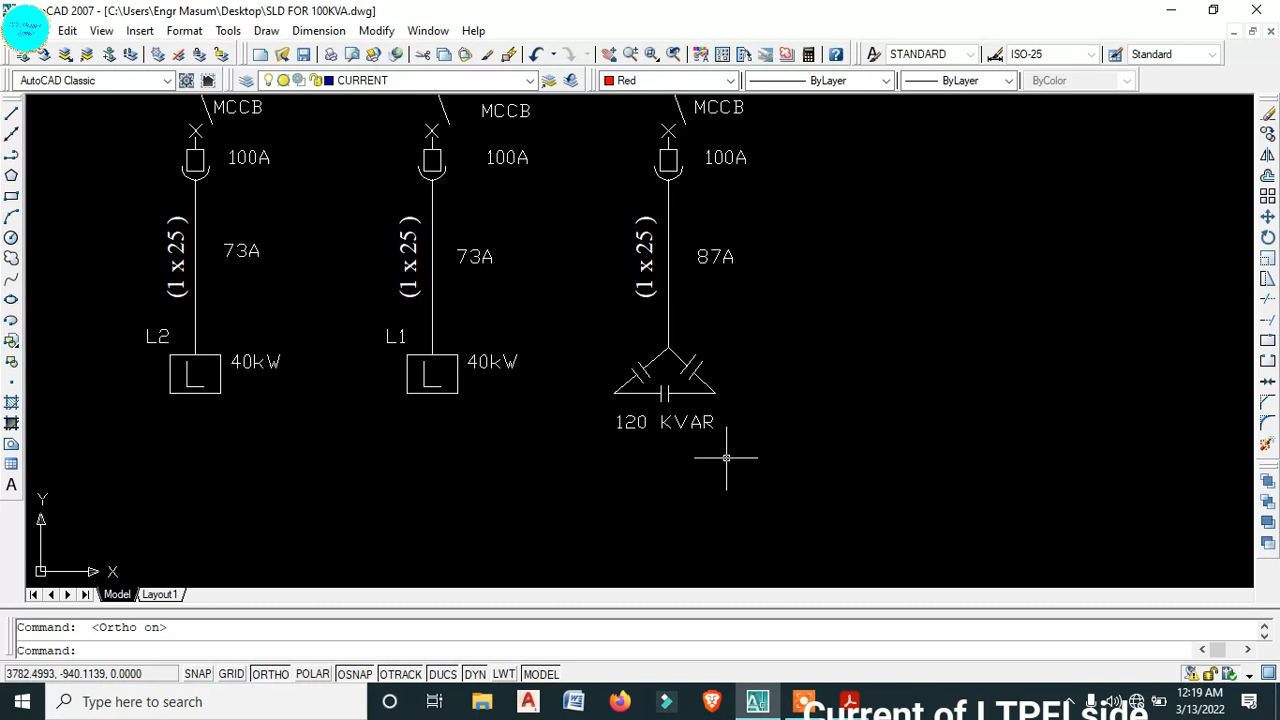 CAD 2007 - [C:\Users\Engr Masum\Desktop\SLD FOR 100KVA.dwg]
Edit View Insert Format Tools Draw Dimension Modify Window Help
STANDARD ISO-25 Standard
AutoCAD Classic CURRENT Red ByLayer ByLayer ByColor
MCCB MCCB MCCB
100A 100A 100A
(1 x 25 ) 73A (1 x 25 ) 73A (1 x 25 ) 87A
L2 L1
L 40kW L 40kW
120 KVAR
Y
X
Model Layout1
Command: <Ortho on>
Command:
3782.4993, -940.1139, 0.0000 SNAP GRID ORTHO POLAR OSNAP OTRACK DUCS DYN LWT MODEL
Type here to search
12:19 AM
3/13/2022
Current of LTPFI side